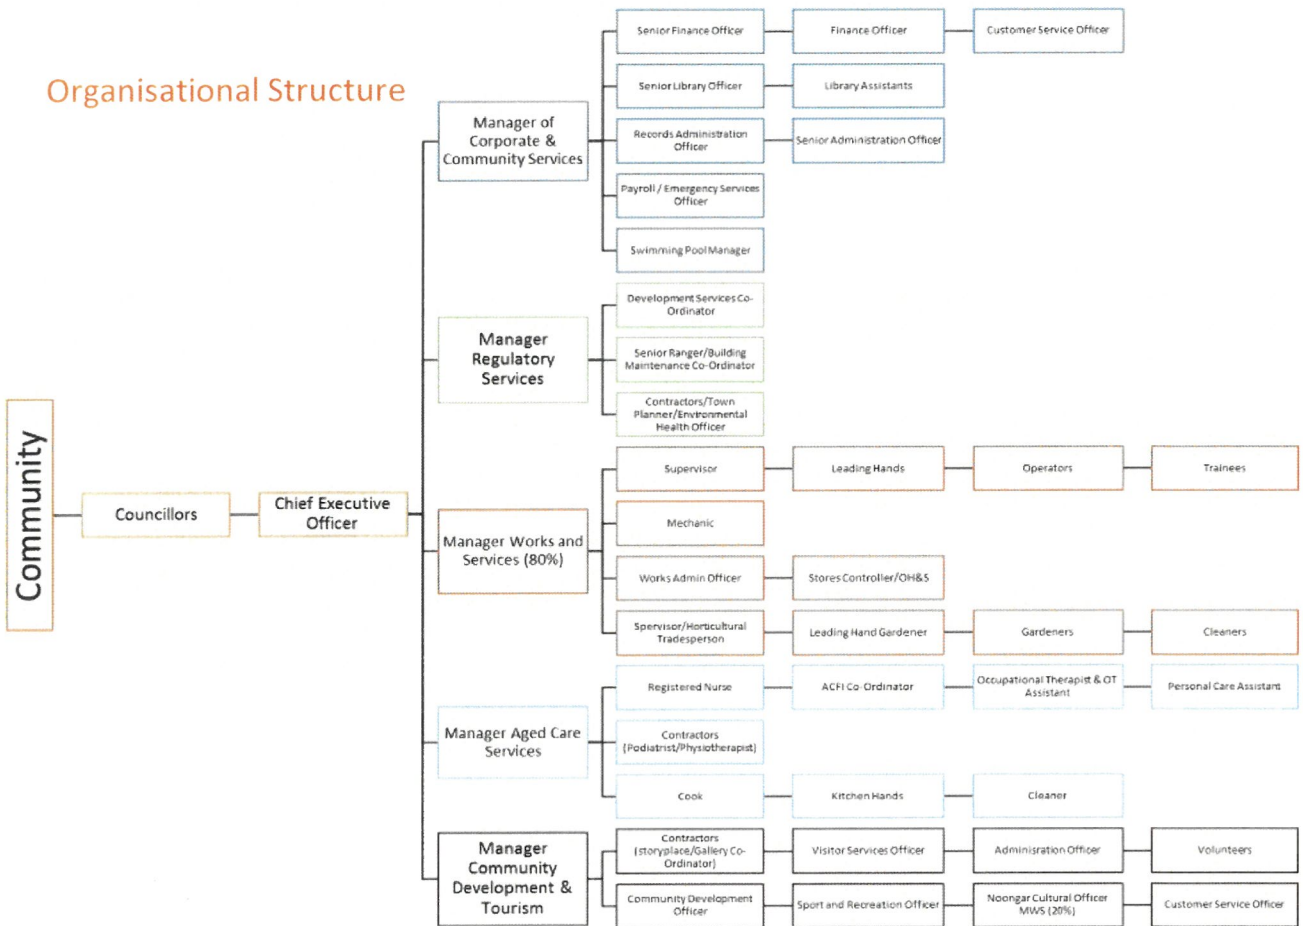 Organisational Structure
Community
Councillors
Chief Executive
Officer
Manager of
Corporate &
Community Services
Senior Finance Officer
Finance Officer
Customer Service Officer
Senior Library Officer
Library Assistants
Records Administration
Officer
Senior Administration Officer
Payroll / Emergency Services
Officer
Swimming Pool Manager
Manager
Regulatory
Services
Development Services Co-
Ordinator
Senior Ranger/Building
Maintenance Co-Ordinator
Contractors/Town
Planner/Environmental
Health Officer
Manager Works and
Services (80%)
Supervisor
Leading Hands
Operators
Trainees
Mechanic
Works Admin Officer
Stores Controller/OH&S
Spervisor/Horticultural
Tradesperson
Leading Hand Gardener
Gardeners
Cleaners
Manager Aged Care
Services
Registered Nurse
ACFI Co-Ordinator
Occupational Therapist & OT
Assistant
Personal Care Assistant
Contractors
(Podiatrist/Physiotherapist)
Cook
Kitchen Hands
Cleaner
Manager
Community
Development &
Tourism
Contractors
(storyplace/Gallery Co-
Ordinator)
Visitor Services Officer
Adminisration Officer
Volunteers
Community Development
Officer
Sport and Recreation Officer
Noongar Cultural Officer
MWS (20%)
Customer Service Officer